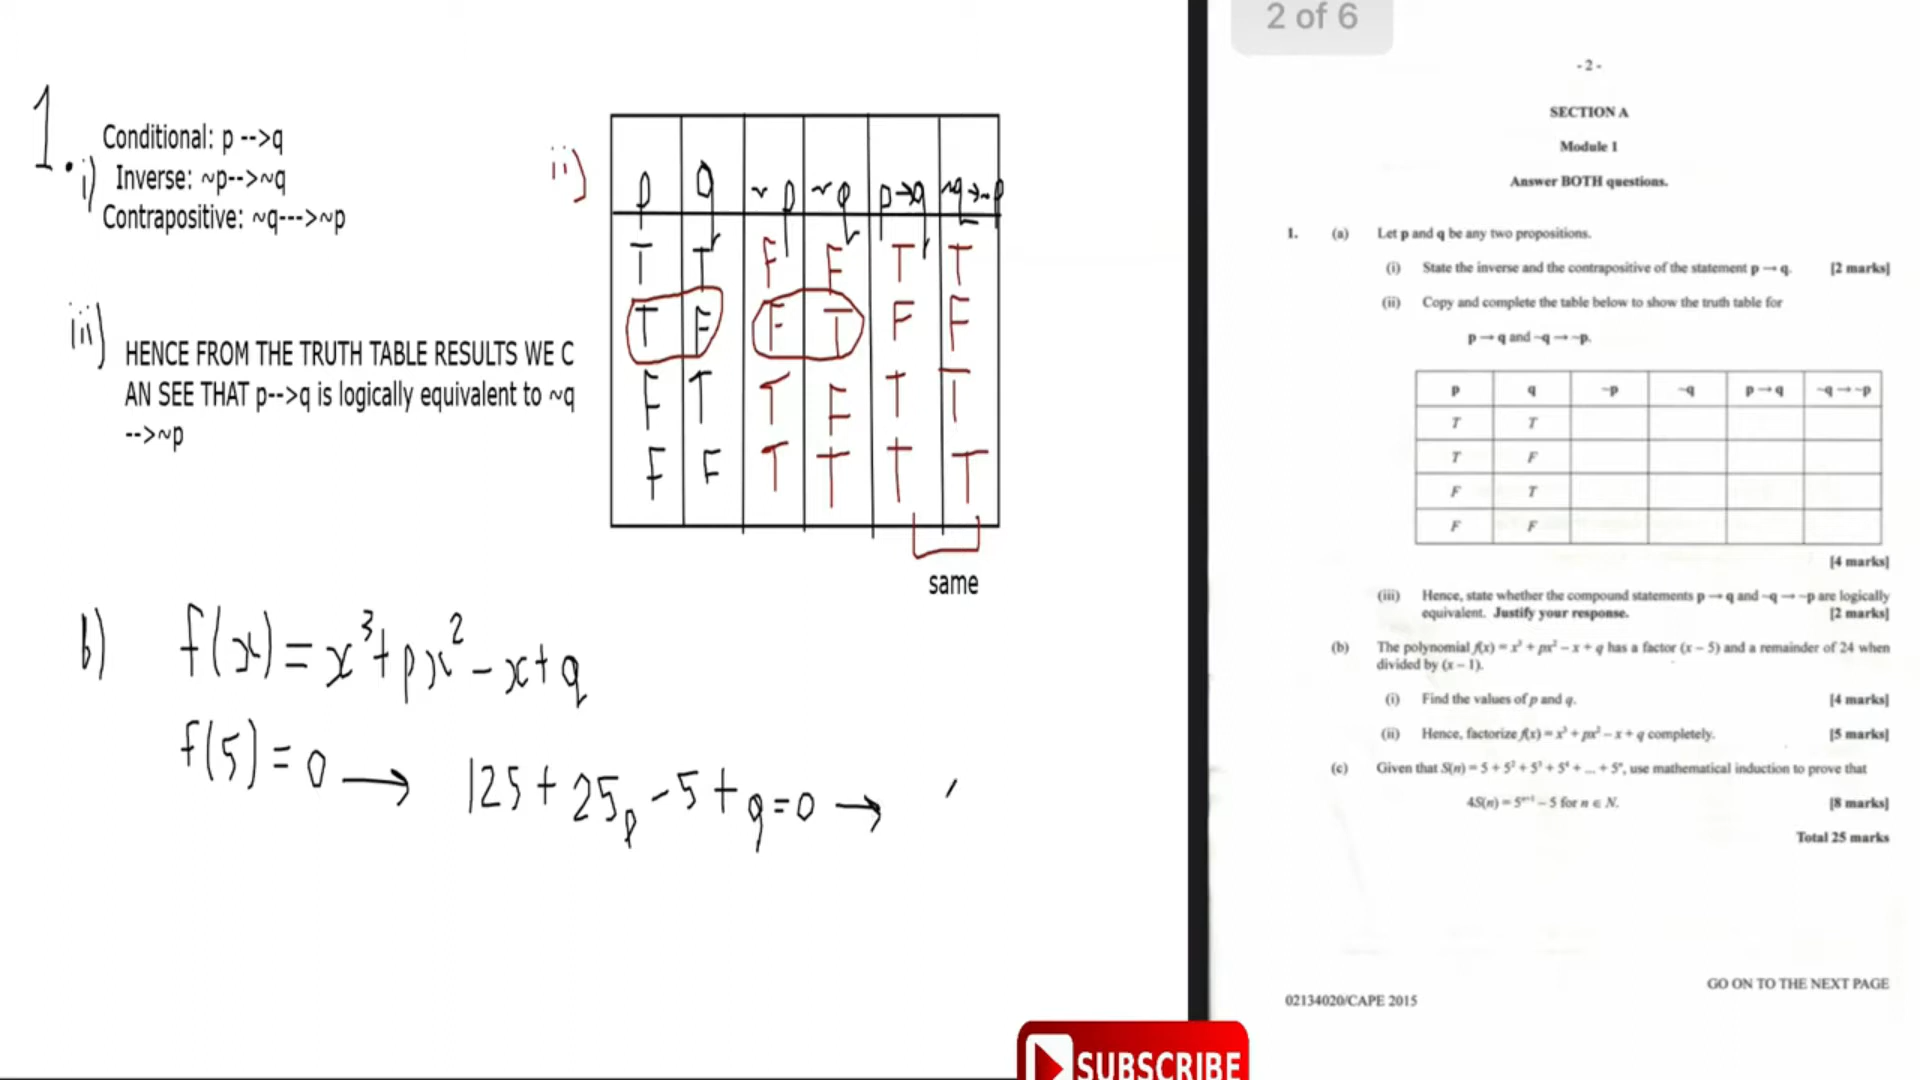 1.
i)
Conditional: p -->q
Inverse: ~p-->~q
Contrapositive: ~q--->~p
ii)
p q ~p ~q p→q ~q→~p
T T F F T T
T F F T F F
F T T F T T
F F T T T T
same
iii)
HENCE FROM THE TRUTH TABLE RESULTS WE C
AN SEE THAT p-->q is logically equivalent to ~q
-->~p
b) f(x) = x³+px²-x+q
f(5) = 0 → 125+25p-5+q=0 →
2 of 6
- 2 -
SECTION A
Module 1
Answer BOTH questions.
1. (a) Let p and q be any two propositions.
(i) State the inverse and the contrapositive of the statement p → q. [2 marks]
(ii) Copy and complete the table below to show the truth table for
p → q and ~q → ~p.
p q ~p ~q p → q ~q → ~p
T T
T F
F T
F F
[4 marks]
(iii) Hence, state whether the compound statements p → q and ~q → ~p are logically
equivalent. Justify your response. [2 marks]
(b) The polynomial f(x) = x³ + px² – x + q has a factor (x – 5) and a remainder of 24 when
divided by (x – 1).
(i) Find the values of p and q. [4 marks]
(ii) Hence, factorize f(x) = x³ + px² – x + q completely. [5 marks]
(c) Given that S(n) = 5 + 5² + 5³ + 5⁴ + ... + 5ⁿ, use mathematical induction to prove that
4S(n) = 5ⁿ⁺¹ – 5 for n ∈ N. [8 marks]
Total 25 marks
GO ON TO THE NEXT PAGE
02134020/CAPE 2015
SUBSCRIBE